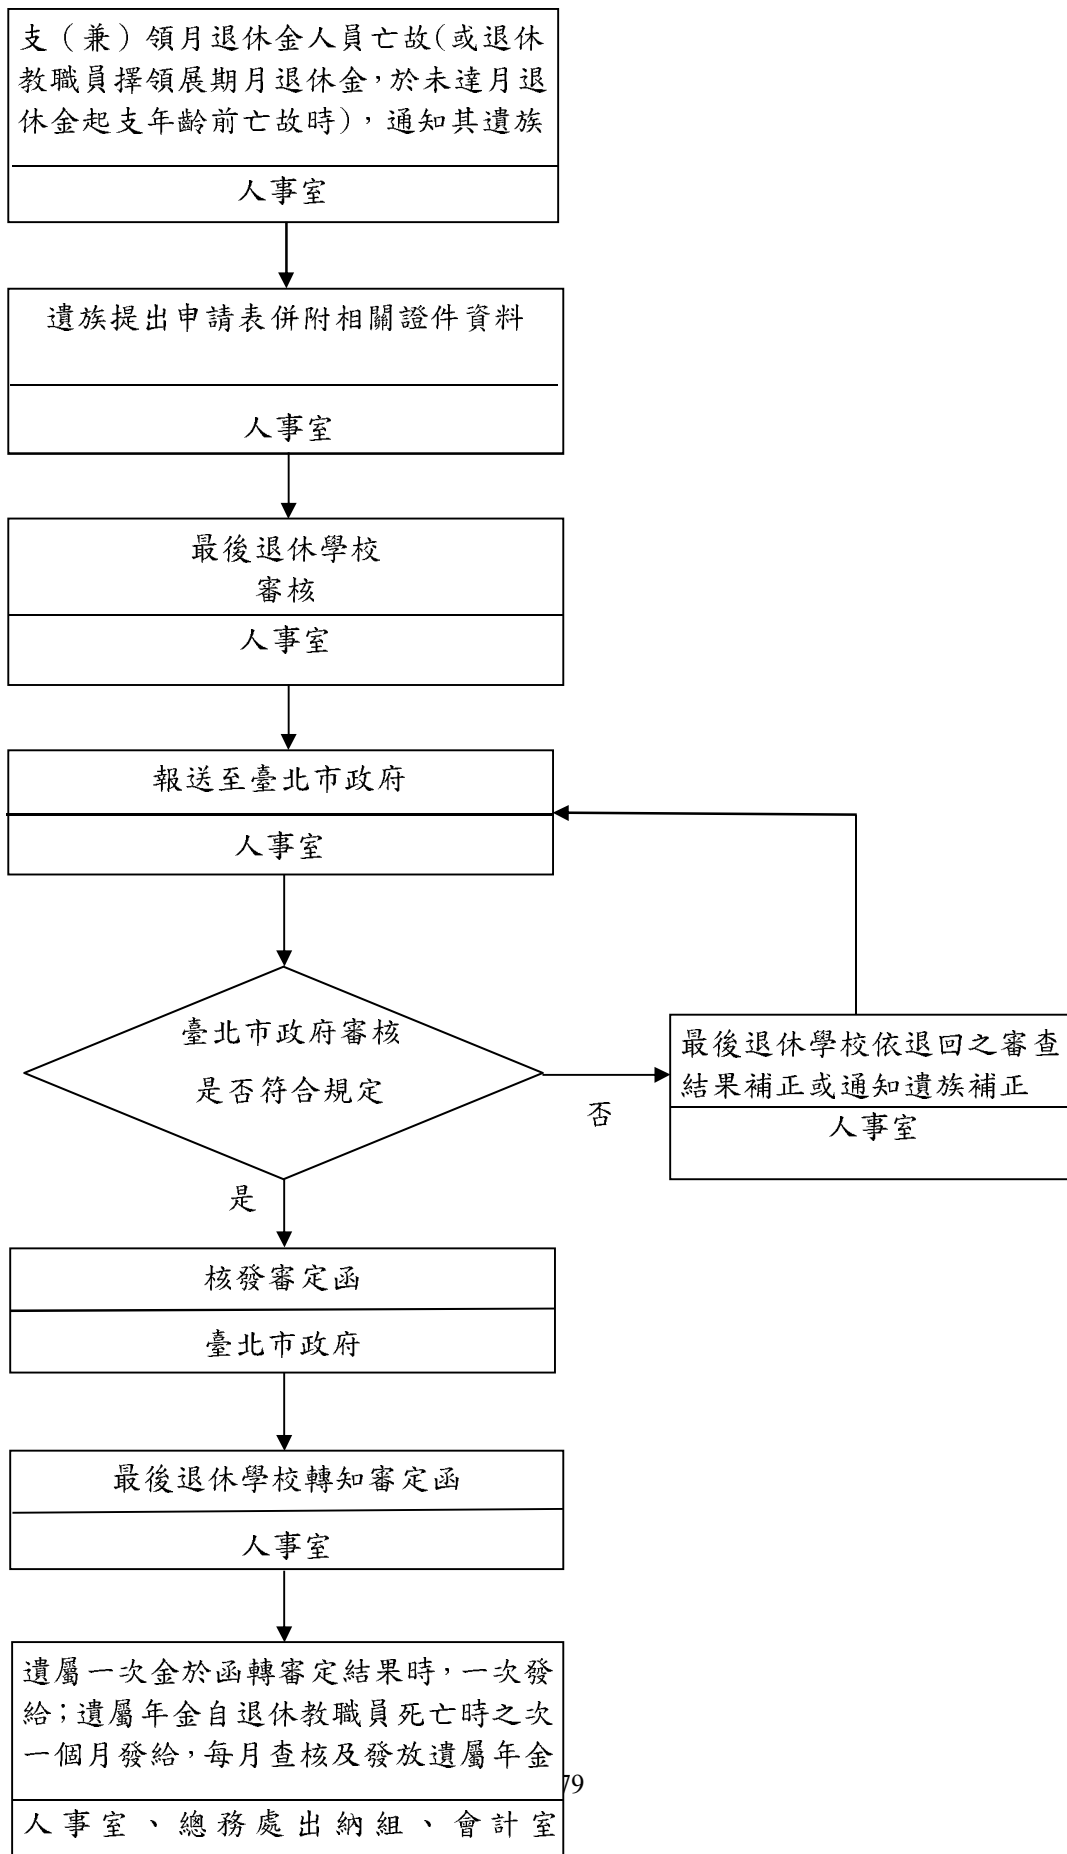 支（兼）領月退休金人員亡故(或退休
教職員擇領展期月退休金，於未達月退
休金起支年齡前亡故時)，通知其遺族
人事室
遺族提出申請表併附相關證件資料
人事室
最後退休學校
審核
人事室
報送至臺北市政府
人事室
臺北市政府審核
是否符合規定
否
最後退休學校依退回之審查
結果補正或通知遺族補正
人事室
是
核發審定函
臺北市政府
最後退休學校轉知審定函
人事室
遺屬一次金於函轉審定結果時，一次發
給；遺屬年金自退休教職員死亡時之次
一個月發給，每月查核及發放遺屬年金
79
人事室、總務處出納組、會計室